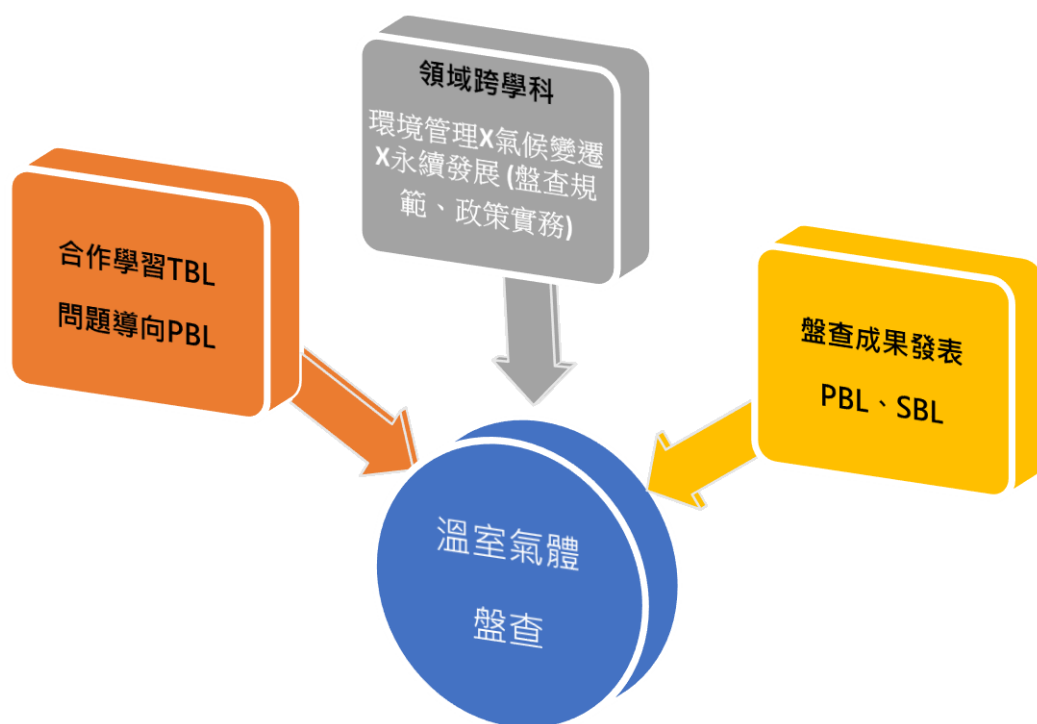 領域跨學科
環境管理X氣候變遷
X永續發展 (盤查規
範、政策實務)
合作學習TBL
問題導向PBL
盤查成果發表
PBL、SBL
溫室氣體
盤查